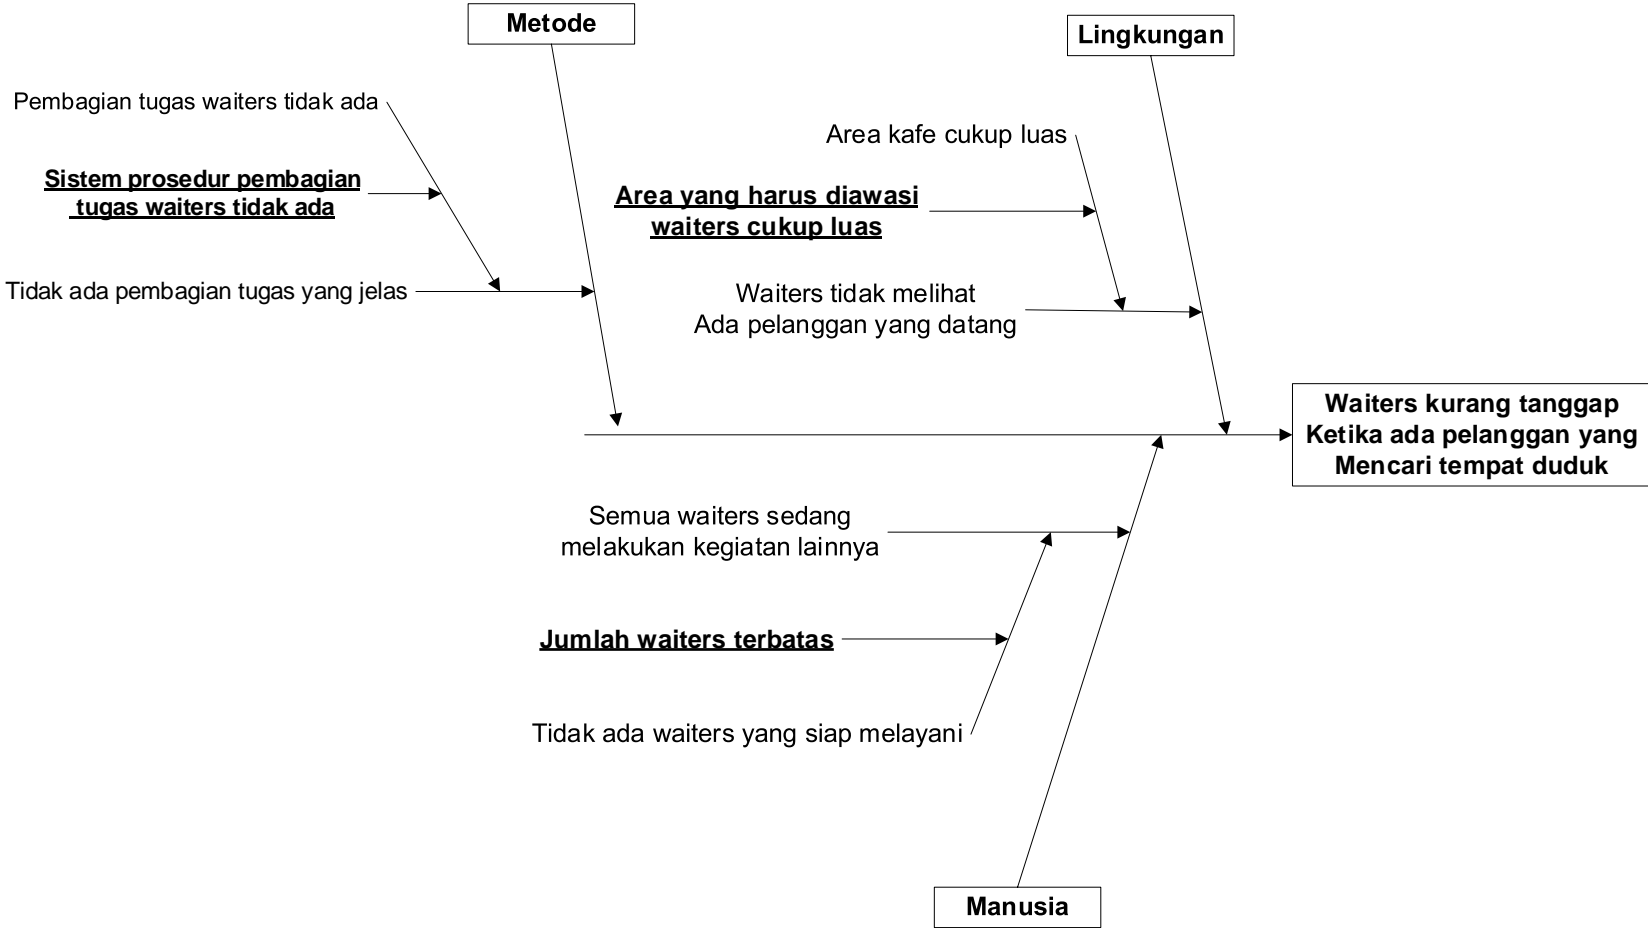 Metode
Lingkungan
Pembagian tugas waiters tidak ada
Sistem prosedur pembagian
tugas waiters tidak ada
Tidak ada pembagian tugas yang jelas
Area kafe cukup luas
Area yang harus diawasi
waiters cukup luas
Waiters tidak melihat
Ada pelanggan yang datang
Waiters kurang tanggap
Ketika ada pelanggan yang
Mencari tempat duduk
Semua waiters sedang
melakukan kegiatan lainnya
Jumlah waiters terbatas
Tidak ada waiters yang siap melayani
Manusia